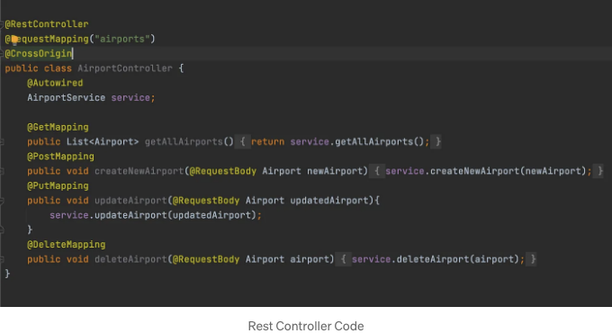 @RestController
@RequestMapping("airports")
@CrossOrigin
public class AirportController {
@Autowired
AirportService service;
@GetMapping
public List<Airport> getAllAirports() { return service.getAllAirports(); }
@PostMapping
public void createNewAirport(@RequestBody Airport newAirport) { service.createNewAirport(newAirport); }
@PutMapping
public void updateAirport(@RequestBody Airport updatedAirport){
service.updateAirport(updatedAirport);
}
@DeleteMapping
public void deleteAirport(@RequestBody Airport airport) { service.deleteAirport(airport); }
}
Rest Controller Code